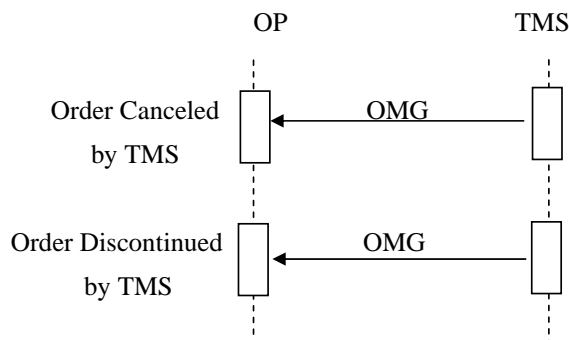 OP
TMS
Order Canceled
by TMS
OMG
Order Discontinued
by TMS
OMG